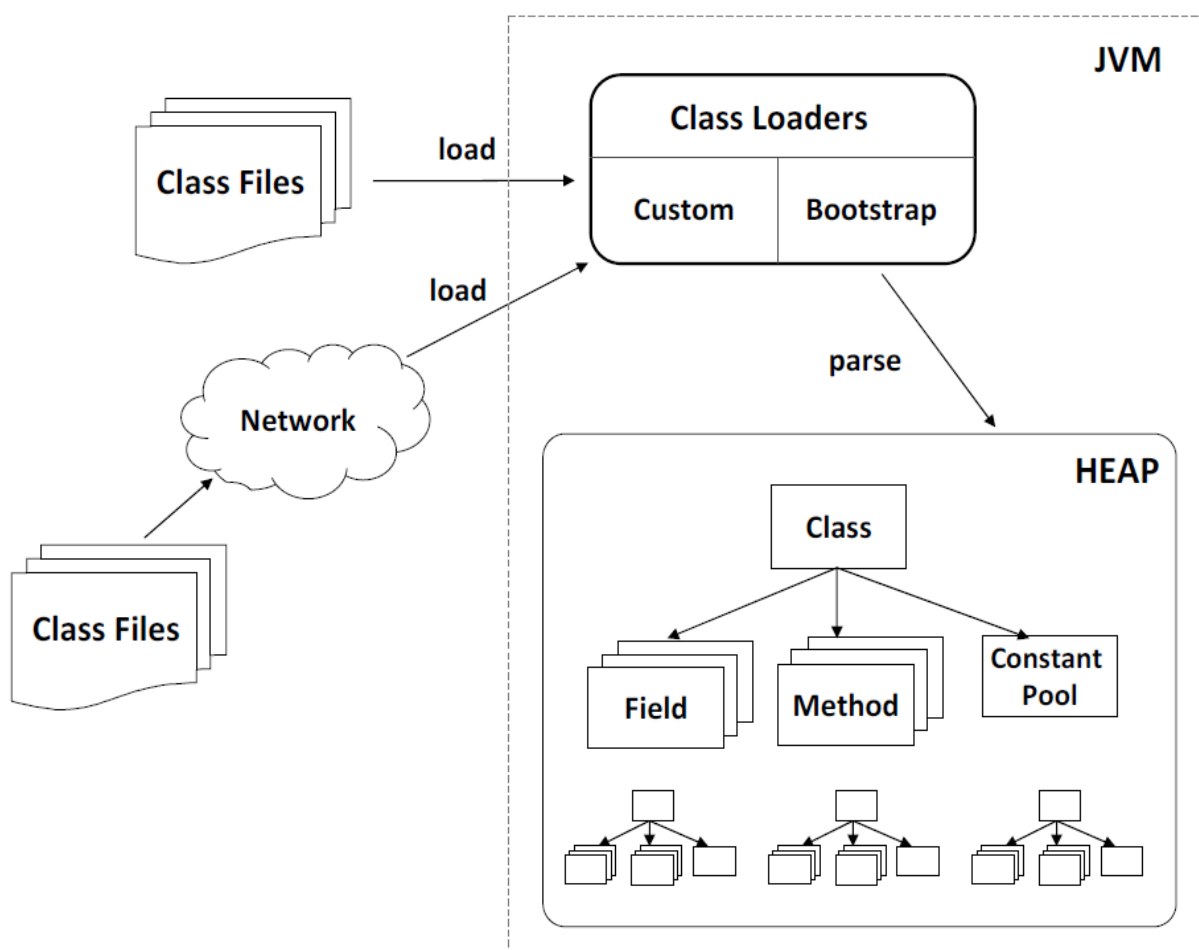 JVM
Class Loaders
Custom
Bootstrap
load
Class Files
load
Network
Class Files
parse
HEAP
Class
Field
Method
Constant
Pool